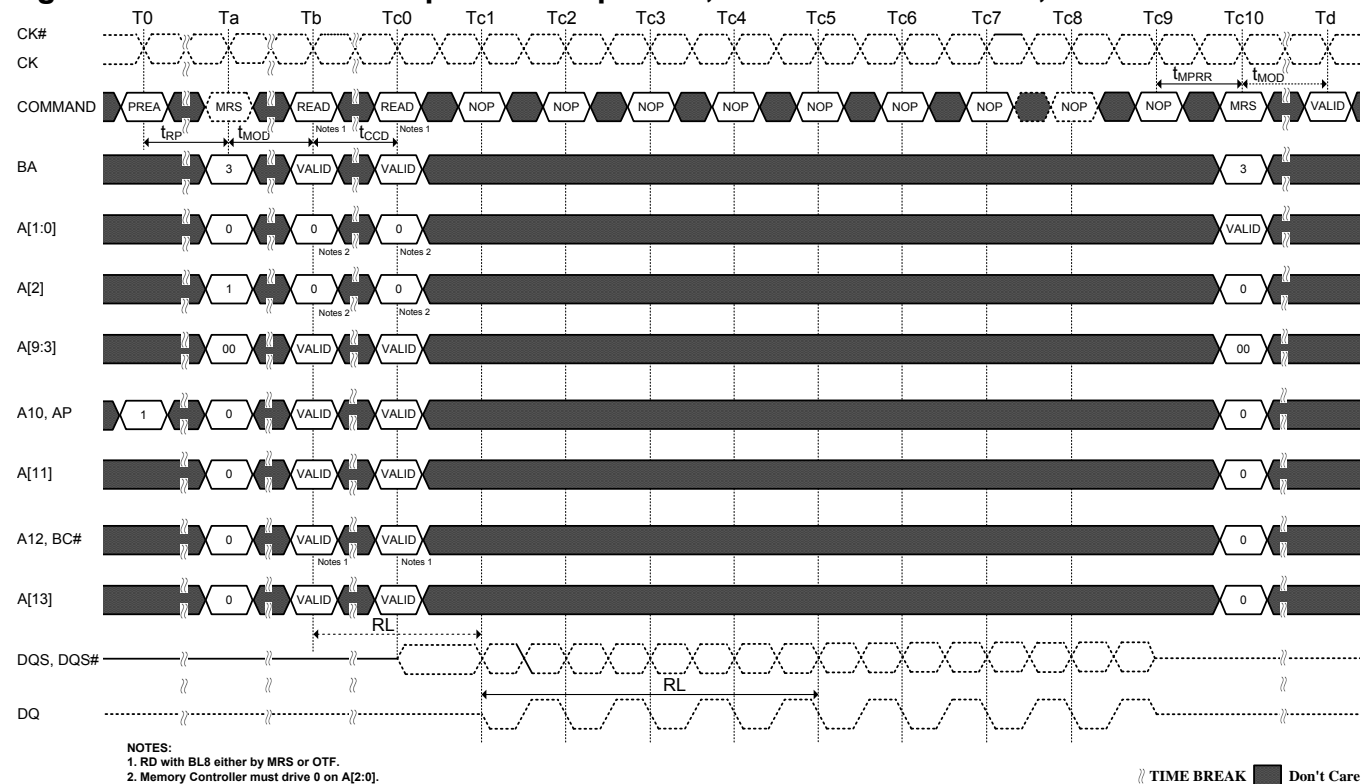 T0 Ta Tb Tc0 Tc1 Tc2 Tc3 Tc4 Tc5 Tc6 Tc7 Tc8 Tc9 Tc10 Td
CK#
CK
tMPRR tMOD
COMMAND PREA MRS READ READ NOP NOP NOP NOP NOP NOP NOP NOP NOP MRS VALID
Notes 1 Notes 1
tRP tMOD tCCD
BA 3 VALID VALID 3
A[1:0] 0 0 0 VALID
Notes 2 Notes 2
A[2] 1 0 0 0
Notes 2 Notes 2
A[9:3] 00 VALID VALID 00
A10, AP 1 0 VALID VALID 0
A[11] 0 VALID VALID 0
A12, BC# 0 VALID VALID 0
Notes 1 Notes 1
A[13] 0 VALID VALID 0
RL
DQS, DQS#
RL
DQ
NOTES:
1. RD with BL8 either by MRS or OTF.
2. Memory Controller must drive 0 on A[2:0].
TIME BREAK Don't Care